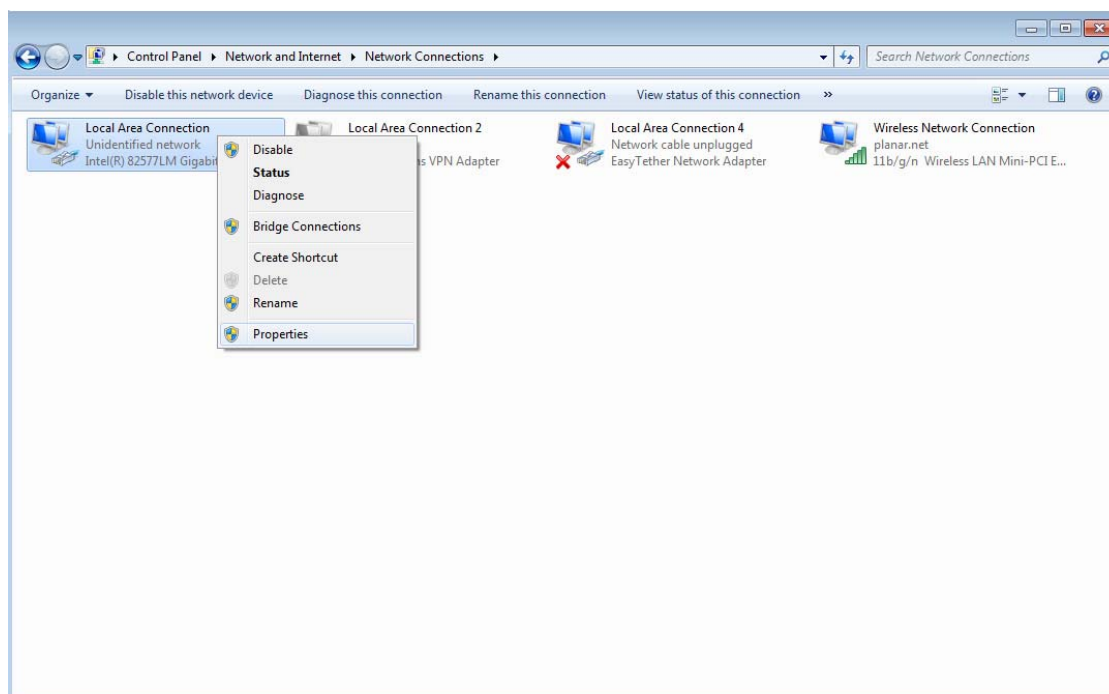 Control Panel Network and Internet Network Connections
Search Network Connections
Organize Disable this network device Diagnose this connection Rename this connection View status of this connection »
Local Area Connection
Unidentified network
Intel(R) 82577LM Gigabit
Local Area Connection 2
VPN Adapter
Local Area Connection 4
Network cable unplugged
EasyTether Network Adapter
Wireless Network Connection
planar.net
11b/g/n Wireless LAN Mini-PCI E...
Disable
Status
Diagnose
Bridge Connections
Create Shortcut
Delete
Rename
Properties